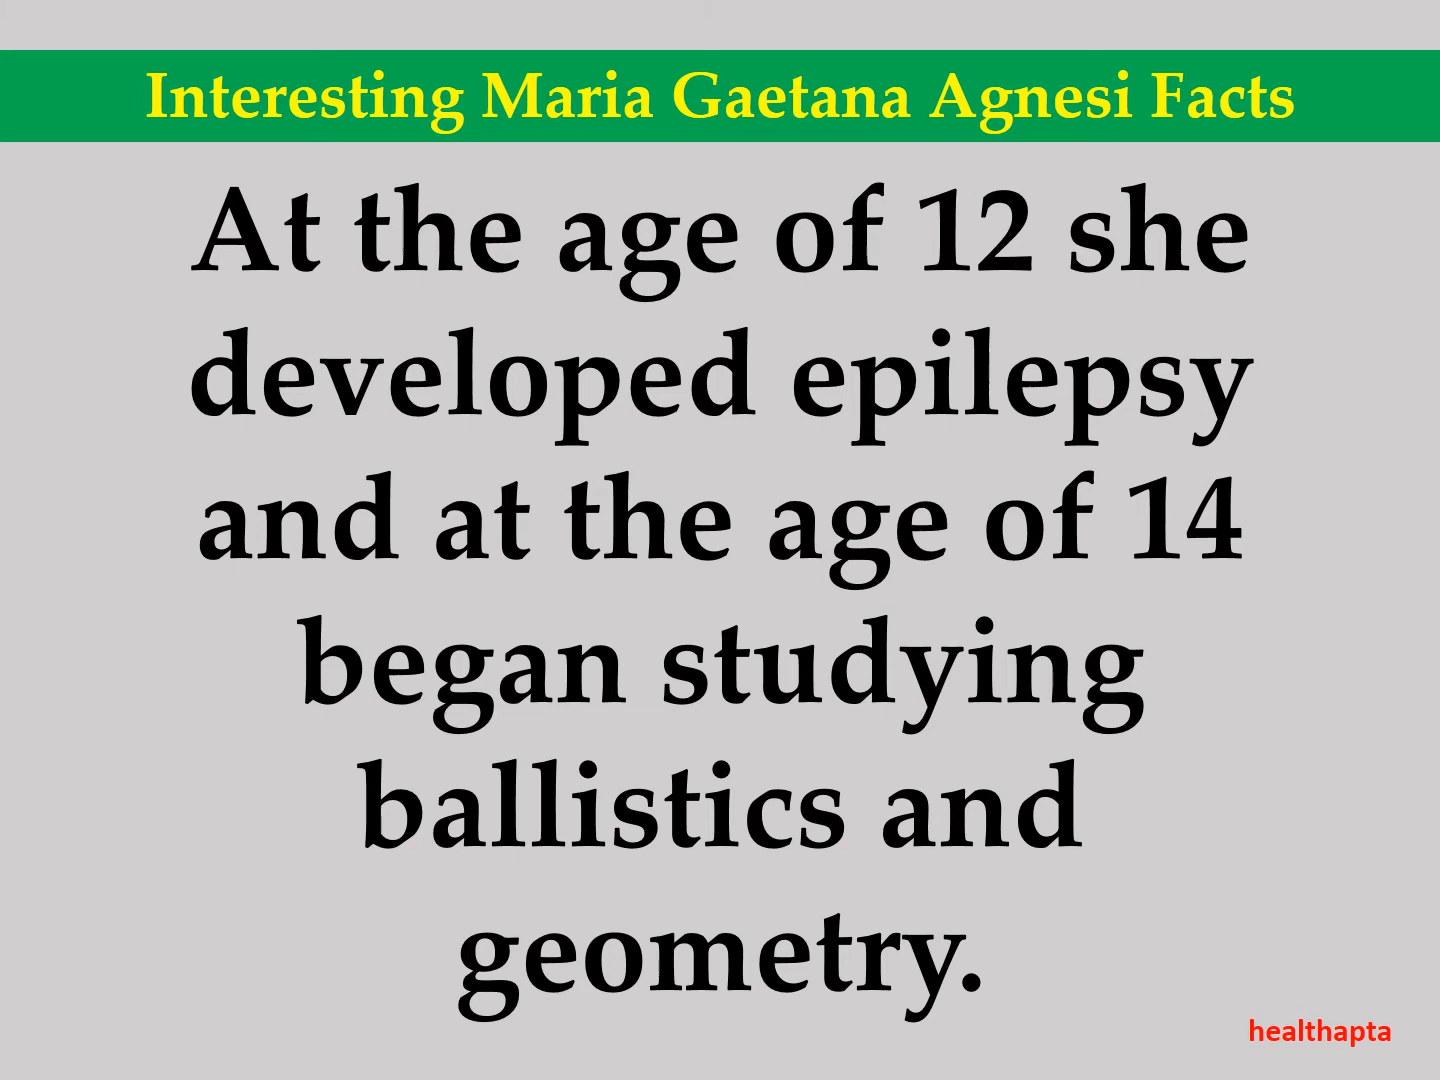 Interesting Maria Gaetana Agnesi Facts
At the age of 12 she
developed epilepsy
and at the age of 14
began studying
ballistics and
geometry.
healthapta